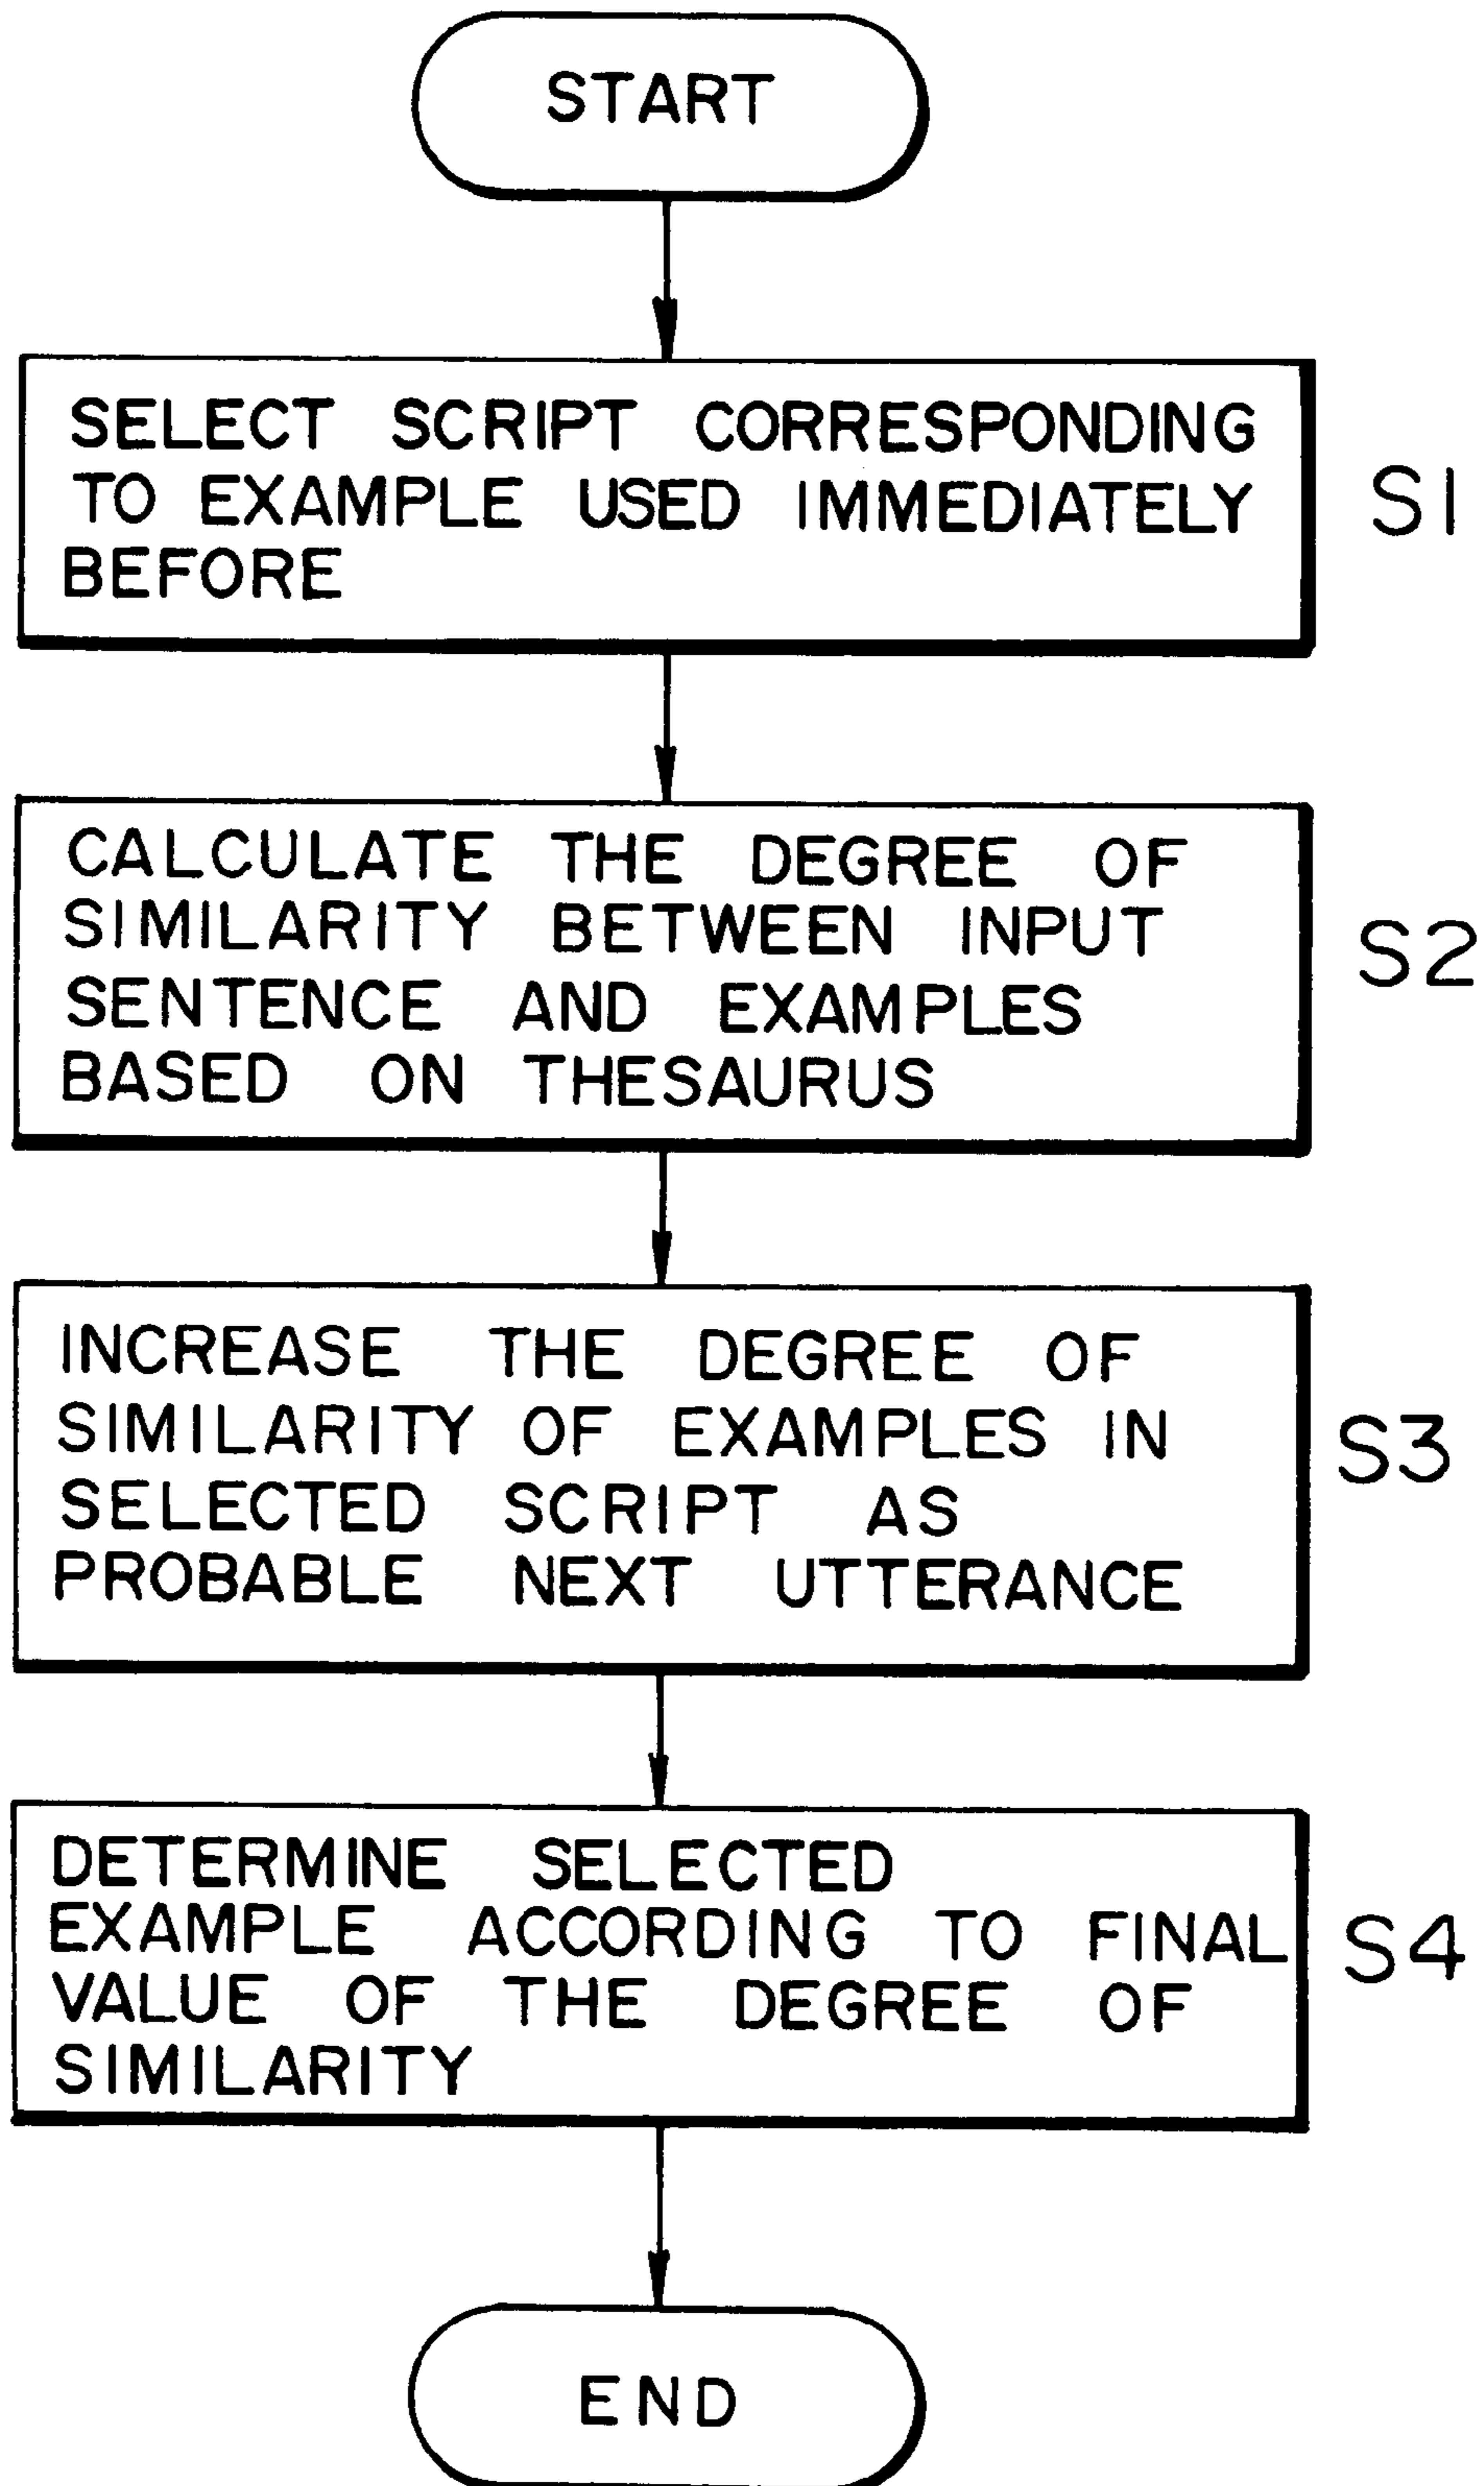 START
SELECT SCRIPT CORRESPONDING
TO EXAMPLE USED IMMEDIATELY
BEFORE
S1
CALCULATE THE DEGREE OF
SIMILARITY BETWEEN INPUT
SENTENCE AND EXAMPLES
BASED ON THESAURUS
S2
INCREASE THE DEGREE OF
SIMILARITY OF EXAMPLES IN
SELECTED SCRIPT AS
PROBABLE NEXT UTTERANCE
S3
DETERMINE SELECTED
EXAMPLE ACCORDING TO FINAL
VALUE OF THE DEGREE OF
SIMILARITY
S4
END